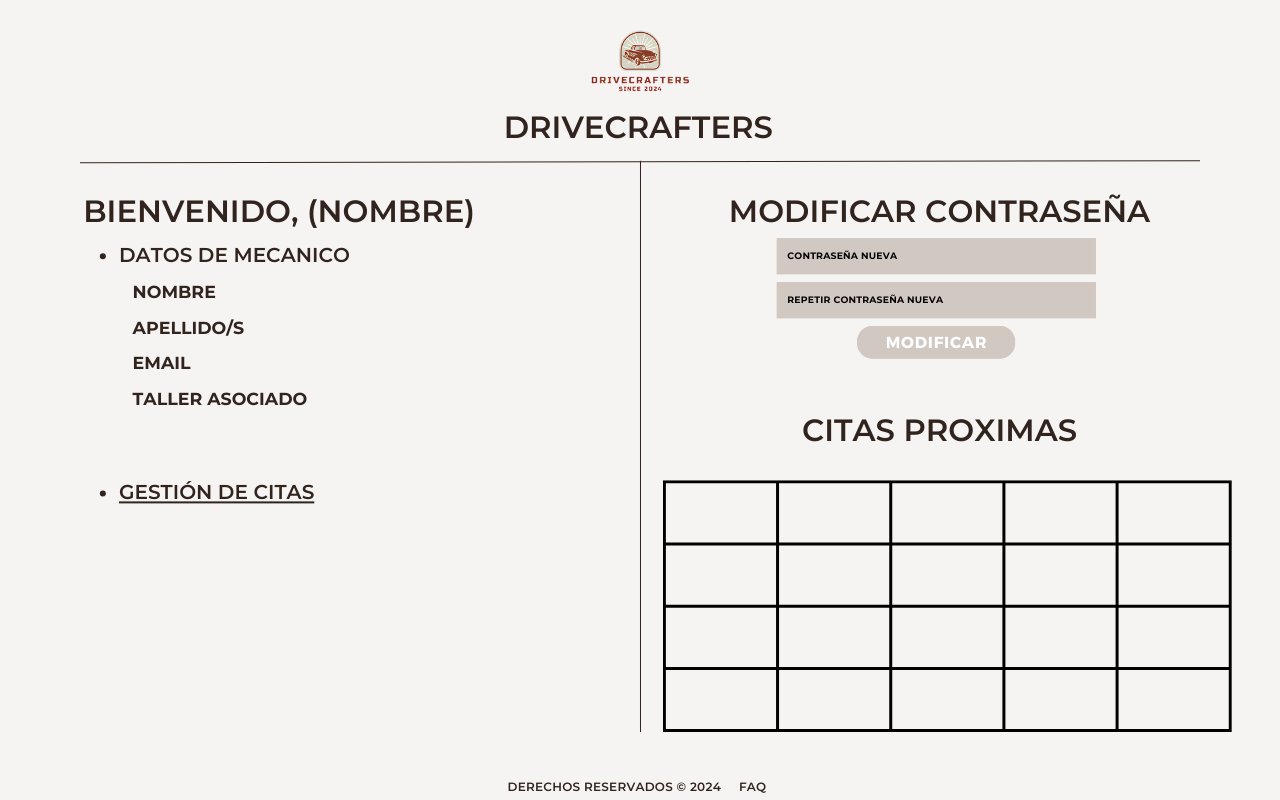 DRIVECRAFTERS
SINCE 2024
DRIVECRAFTERS
BIENVENIDO, (NOMBRE)
DATOS DE MECANICO
NOMBRE
APELLIDO/S
EMAIL
TALLER ASOCIADO
GESTIÓN DE CITAS
MODIFICAR CONTRASEÑA
CONTRASEÑA NUEVA
REPETIR CONTRASEÑA NUEVA
MODIFICAR
CITAS PROXIMAS
DERECHOS RESERVADOS © 2024 FAQ